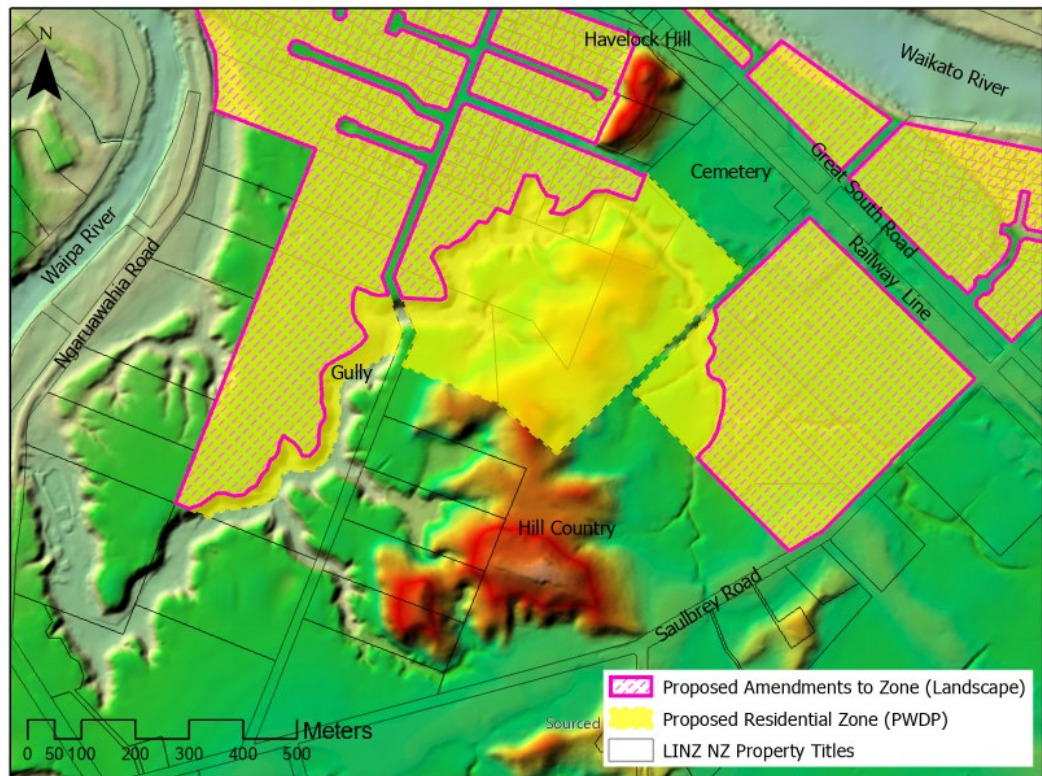 N
Havelock Hill
Waikato River
Cemetery
Great South Road
Railway Line
Waipa River
Ngaruawahia Road
Gully
Hill Country
Saulbrey Road
Proposed Amendments to Zone (Landscape)
Proposed Residential Zone (PWDP)
LINZ NZ Property Titles
Sourced
Meters
0 50 100 200 300 400 500